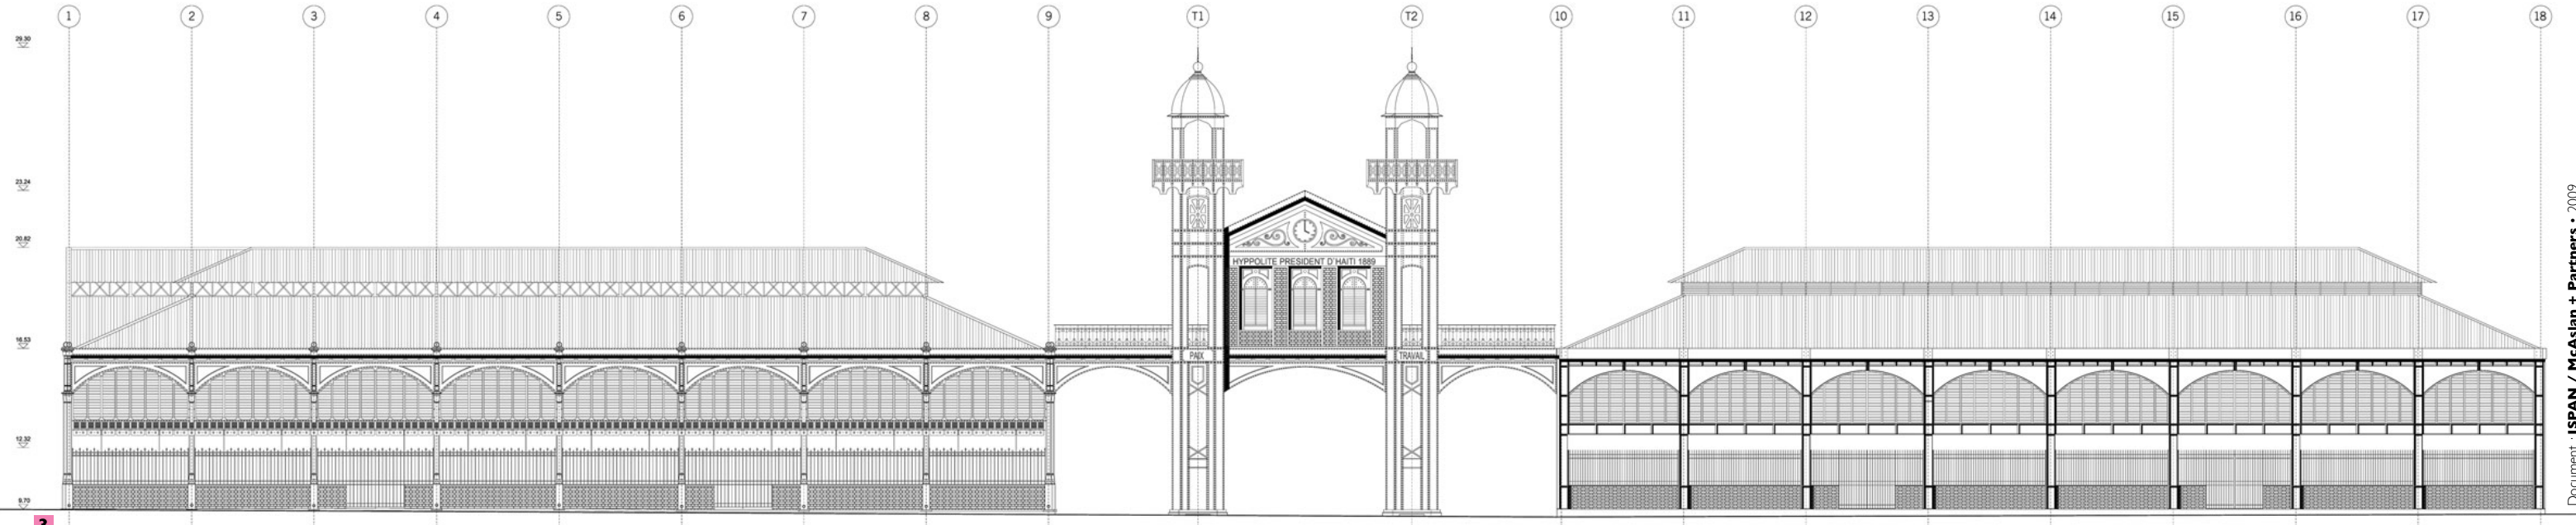 1 2 3 4 5 6 7 8 9 T1 T2 10 11 12 13 14 15 16 17 18
29.30
23.24
20.82
HYPPOLITE PRESIDENT D'HAITI 1889
16.53
PAIX TRAVAIL
12.32
9.70
3
Document : ISPAN / McAslan + Partners • 2009